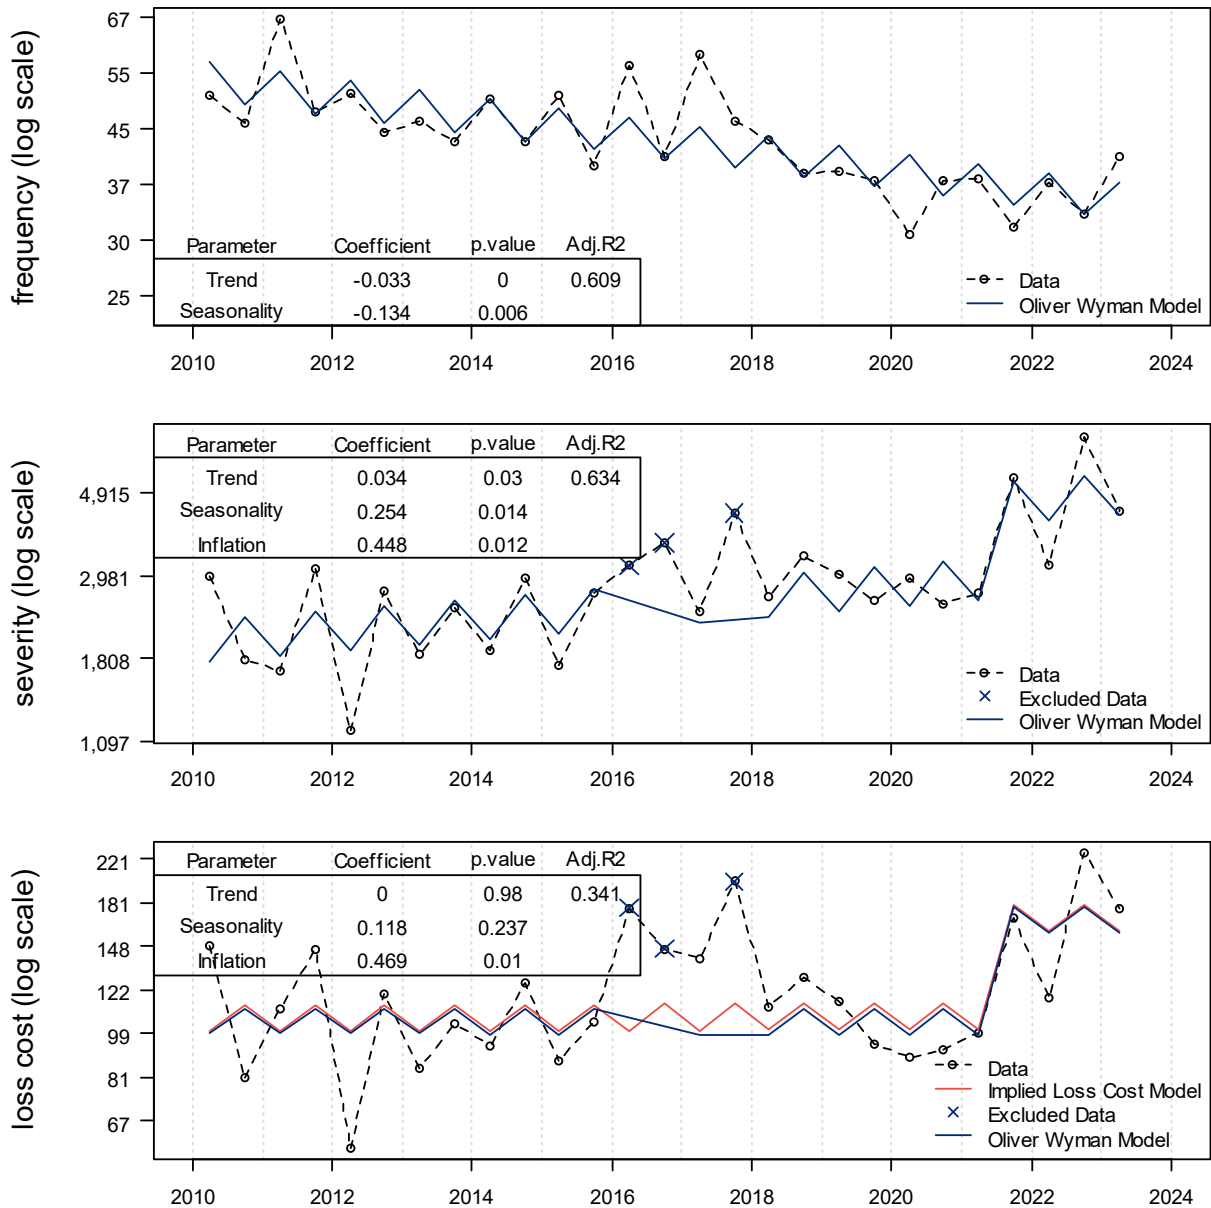 frequency (log scale)
67
55
45
37
30
25
Parameter Coefficient p.value Adj.R2
Trend -0.033 0 0.609
Seasonality -0.134 0.006
Data
Oliver Wyman Model
2010 2012 2014 2016 2018 2020 2022 2024
severity (log scale)
4,915
2,981
1,808
1,097
Parameter Coefficient p.value Adj.R2
Trend 0.034 0.03 0.634
Seasonality 0.254 0.014
Inflation 0.448 0.012
Data
Excluded Data
Oliver Wyman Model
2010 2012 2014 2016 2018 2020 2022 2024
loss cost (log scale)
221
181
148
122
99
81
67
Parameter Coefficient p.value Adj.R2
Trend 0 0.98 0.341
Seasonality 0.118 0.237
Inflation 0.469 0.01
Data
Implied Loss Cost Model
Excluded Data
Oliver Wyman Model
2010 2012 2014 2016 2018 2020 2022 2024